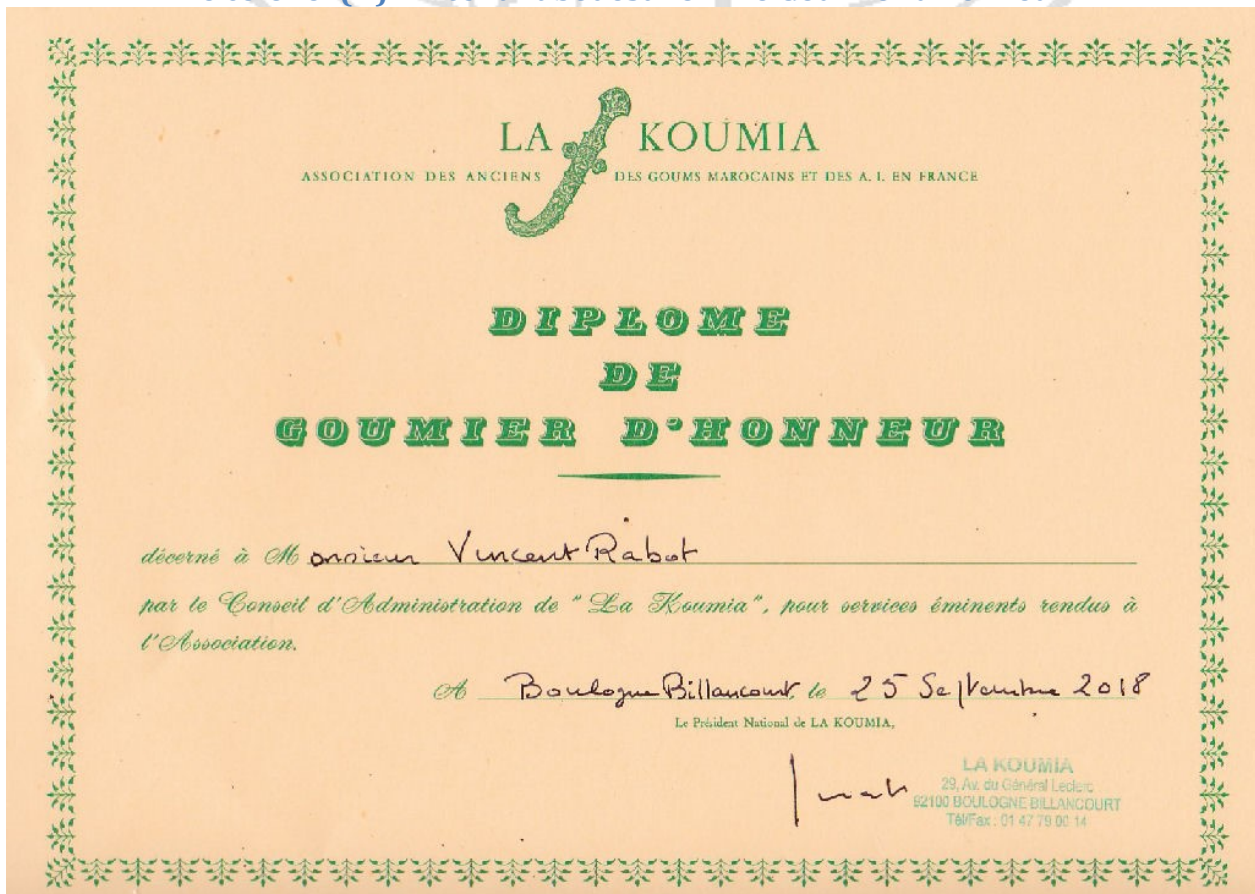 LA KOUMIA
ASSOCIATION DES ANCIENS DES GOUMS MAROCAINS ET DES A. I. EN FRANCE
DIPLOME
DE
GOUMIER D'HONNEUR
décerné à Monsieur Vincent Rabot
par le Conseil d'Administration de "La Koumia", pour services éminents rendus à
l'Association.
A Boulogne Billancourt, le 25 Septembre 2018
Le Président National de LA KOUMIA,
LA KOUMIA
29, Av. du Général Leclerc
92100 BOULOGNE BILLANCOURT
Tél/Fax : 01 47 79 00 14